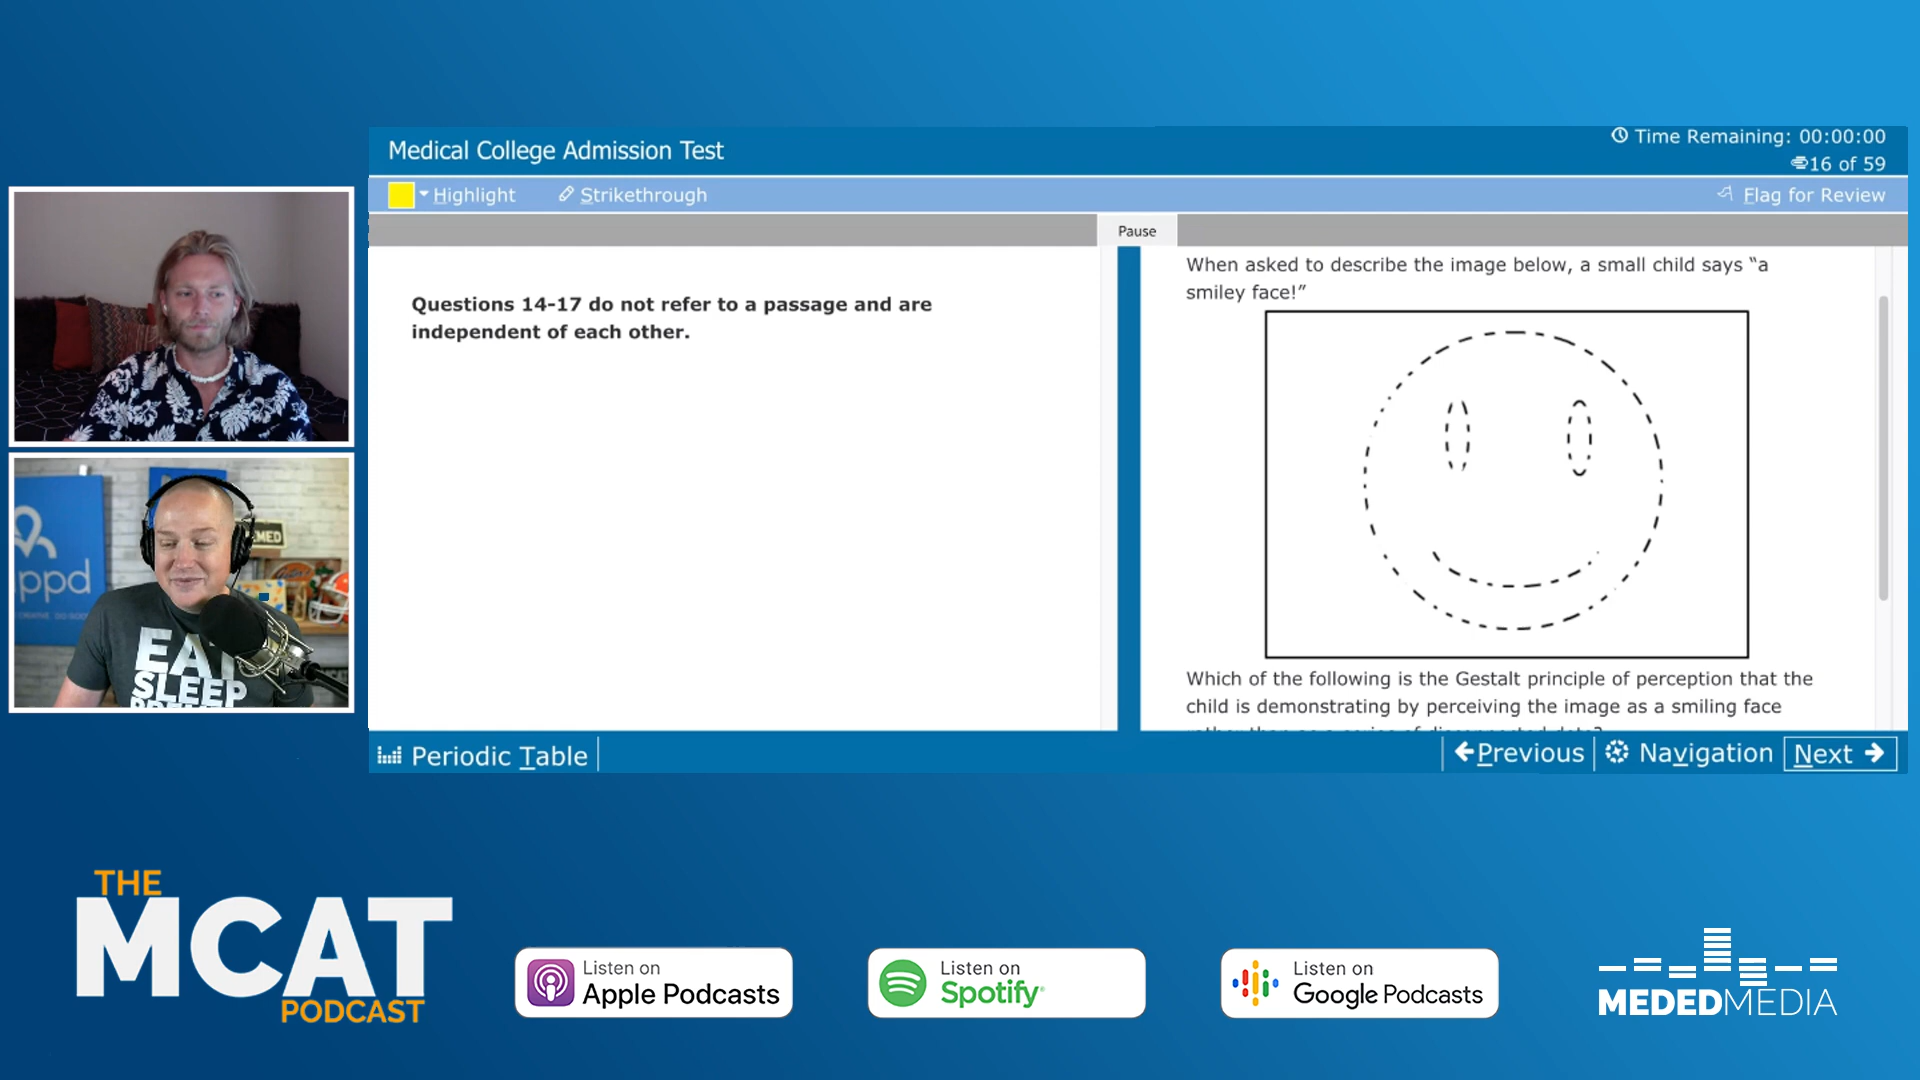 Medical College Admission Test
Time Remaining: 00:00:00
16 of 59
Highlight
Strikethrough
Flag for Review
Pause
Questions 14-17 do not refer to a passage and are
independent of each other.
When asked to describe the image below, a small child says “a
smiley face!”
Which of the following is the Gestalt principle of perception that the
child is demonstrating by perceiving the image as a smiling face
Periodic Table
Previous
Navigation
Next
ppd
MED
EAT
SLEEP
THE
MCAT
PODCAST
Listen on
Apple Podcasts
Listen on
Spotify
Listen on
Google Podcasts
MEDEDMEDIA